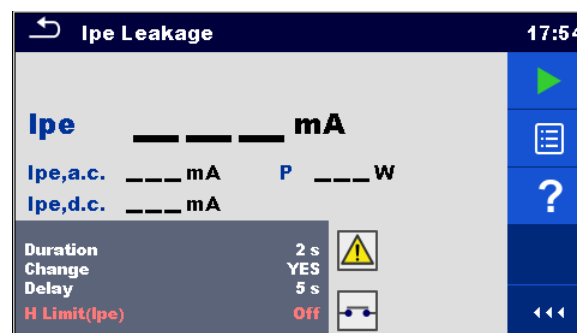 Ipe Leakage 17:54
Ipe ___ mA
Ipe,a.c. ___ mA P ___ W
Ipe,d.c. ___ mA
Duration 2 s
Change YES
Delay 5 s
H Limit(Ipe) Off
?